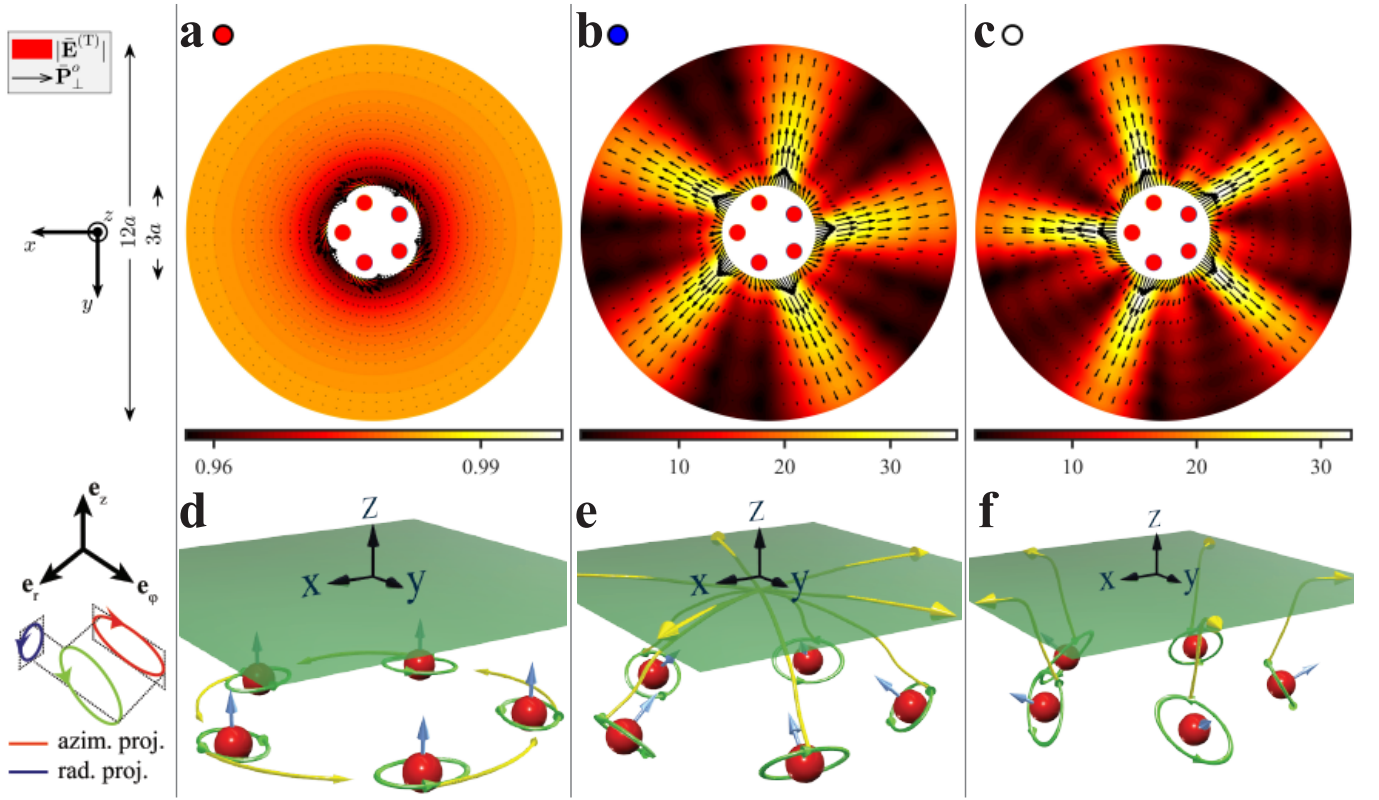 a
b
c
|Ē^(T)|
P̄^o_⊥
12a
3a
z
x
y
0.96
0.99
10
20
30
10
20
30
d
e
f
e_z
e_r
e_φ
z
x
y
z
x
y
z
x
y
azim. proj.
rad. proj.